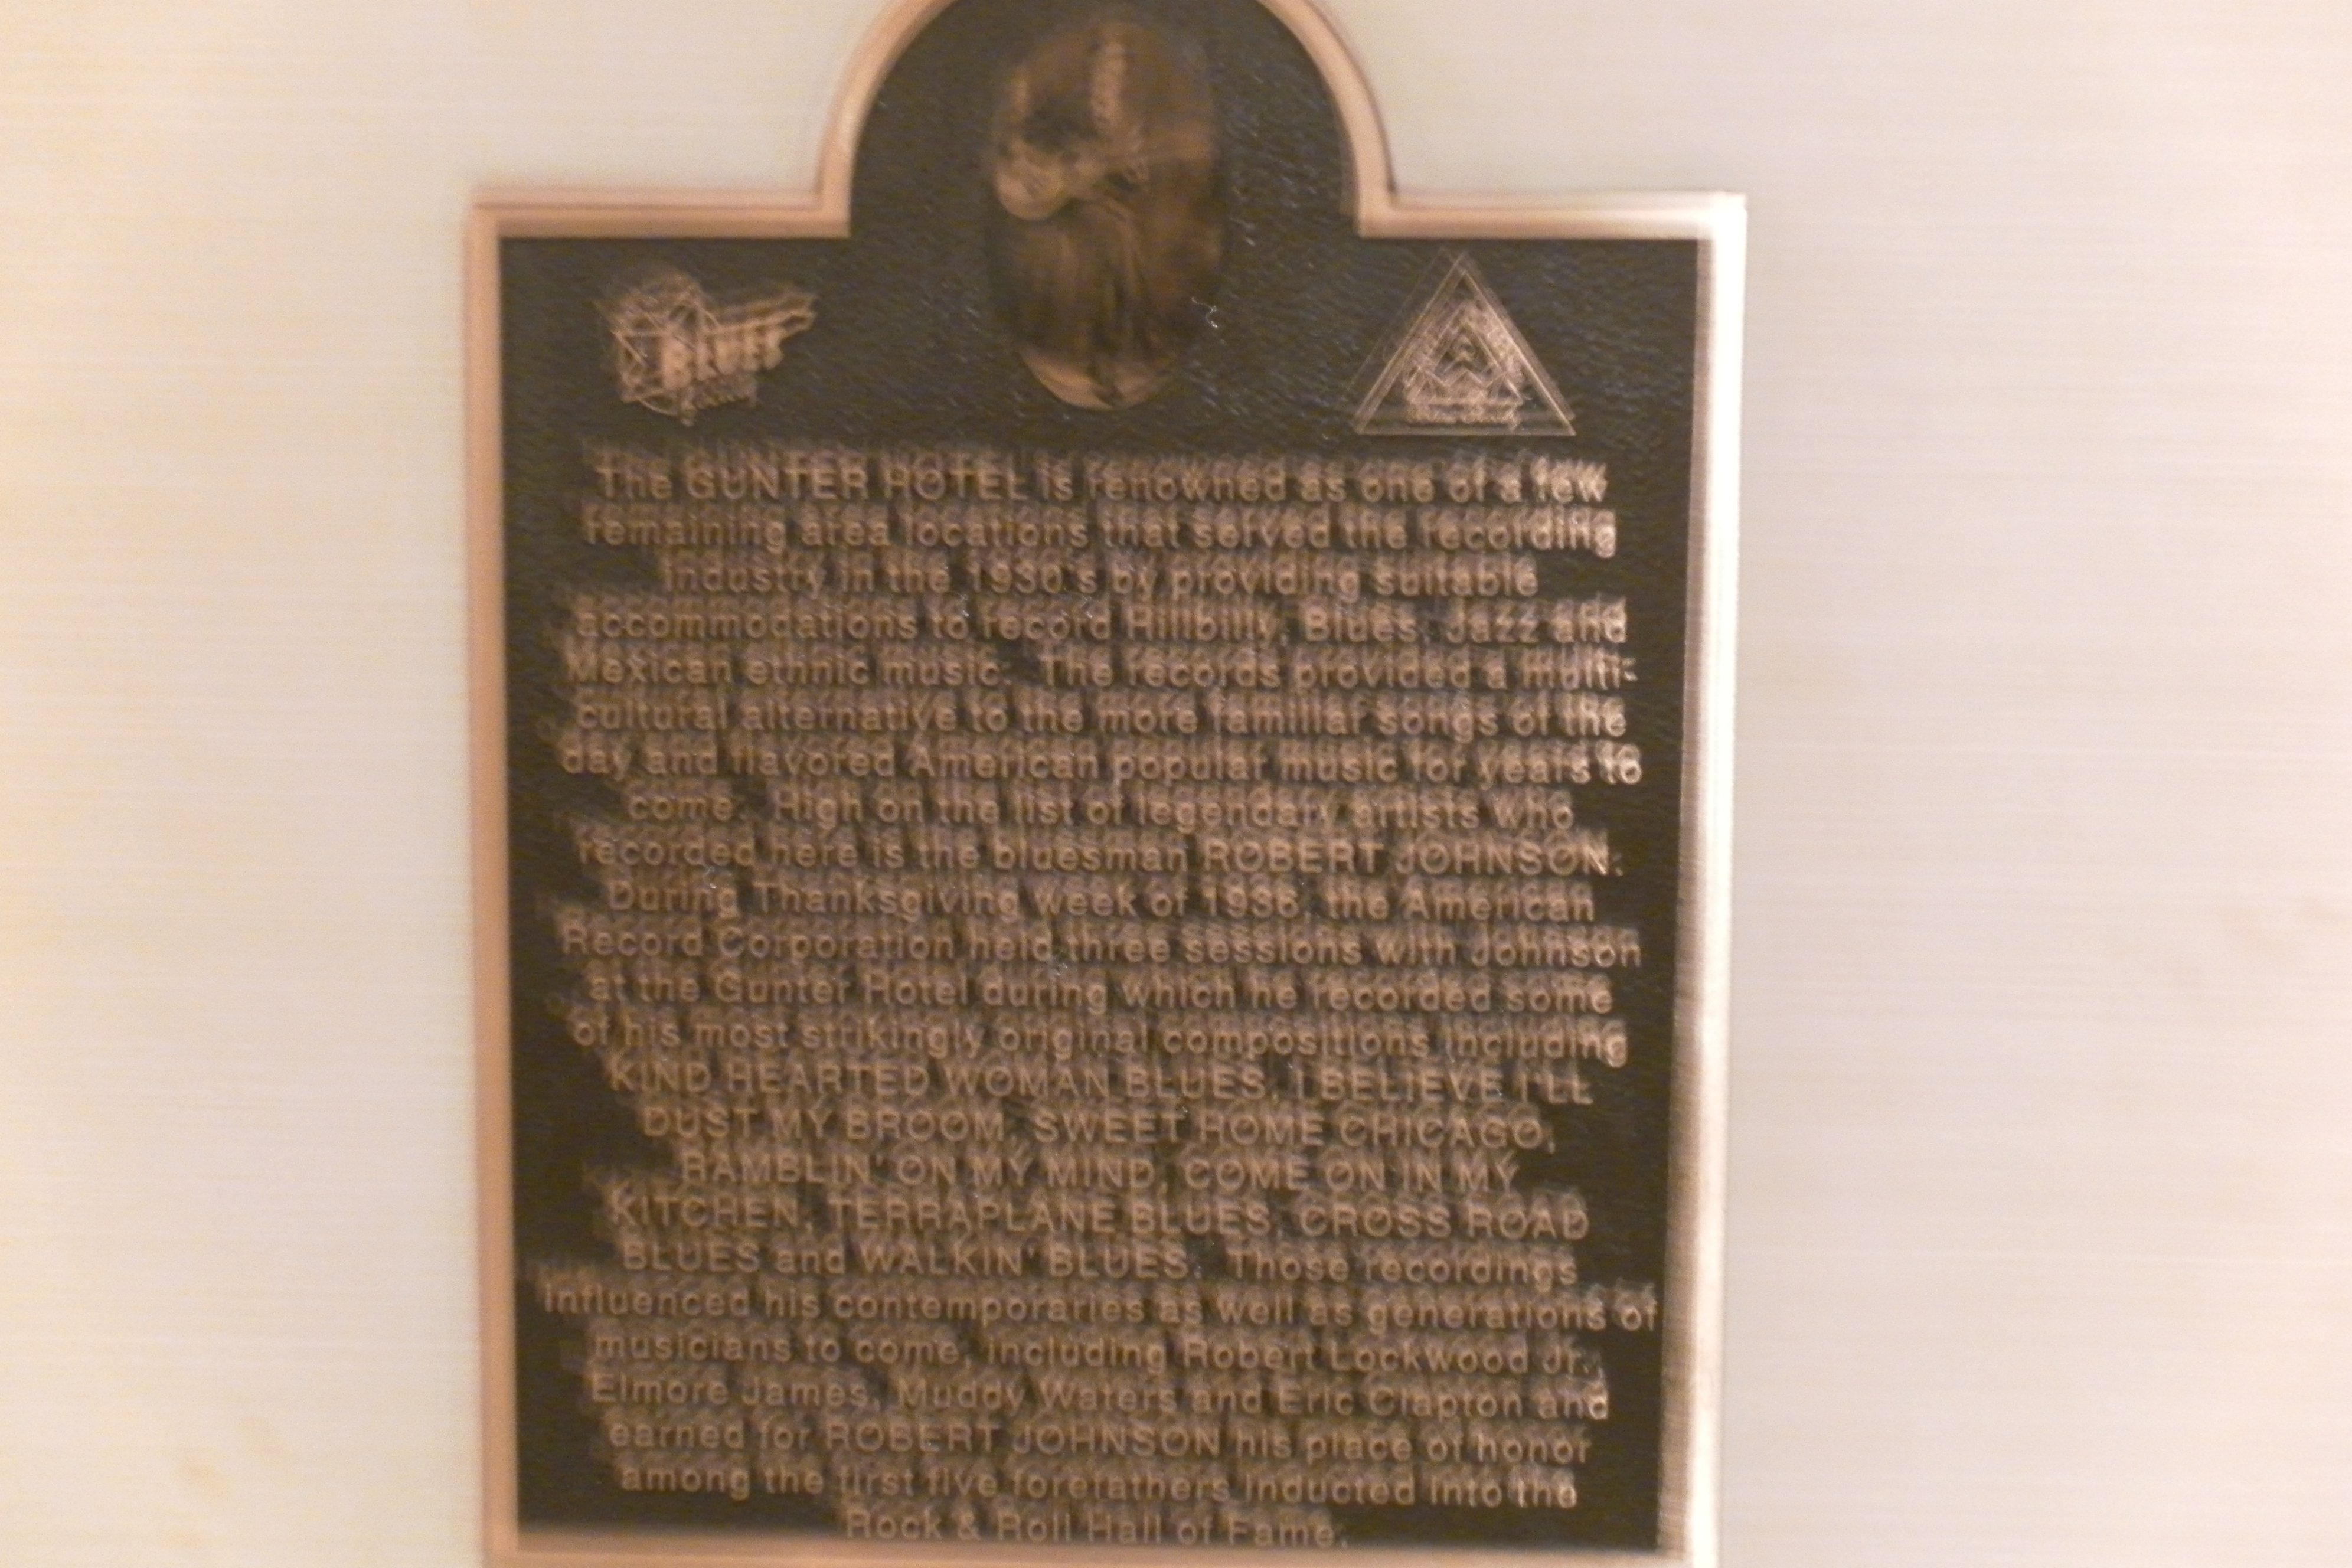 BLUES
The GUNTER HOTEL is renowned as one of a few
remaining area locations that served the recording
industry in the 1930's by providing suitable
accommodations to record Hillbilly, Blues, Jazz and
Mexican ethnic music. The records provided a multi-
cultural alternative to the more familiar songs of the
day and flavored American popular music for years to
come. High on the list of legendary artists who
recorded here is the bluesman ROBERT JOHNSON.
During Thanksgiving week of 1936, the American
Record Corporation held three sessions with Johnson
at the Gunter Hotel during which he recorded some
of his most strikingly original compositions including
KIND HEARTED WOMAN BLUES, I BELIEVE I'LL
DUST MY BROOM, SWEET HOME CHICAGO,
RAMBLIN' ON MY MIND, COME ON IN MY
KITCHEN, TERRAPLANE BLUES, CROSS ROAD
BLUES and WALKIN' BLUES. Those recordings
influenced his contemporaries as well as generations of
musicians to come, including Robert Lockwood Jr.,
Elmore James, Muddy Waters and Eric Clapton and
earned for ROBERT JOHNSON his place of honor
among the first five forefathers inducted into the
Rock & Roll Hall of Fame.